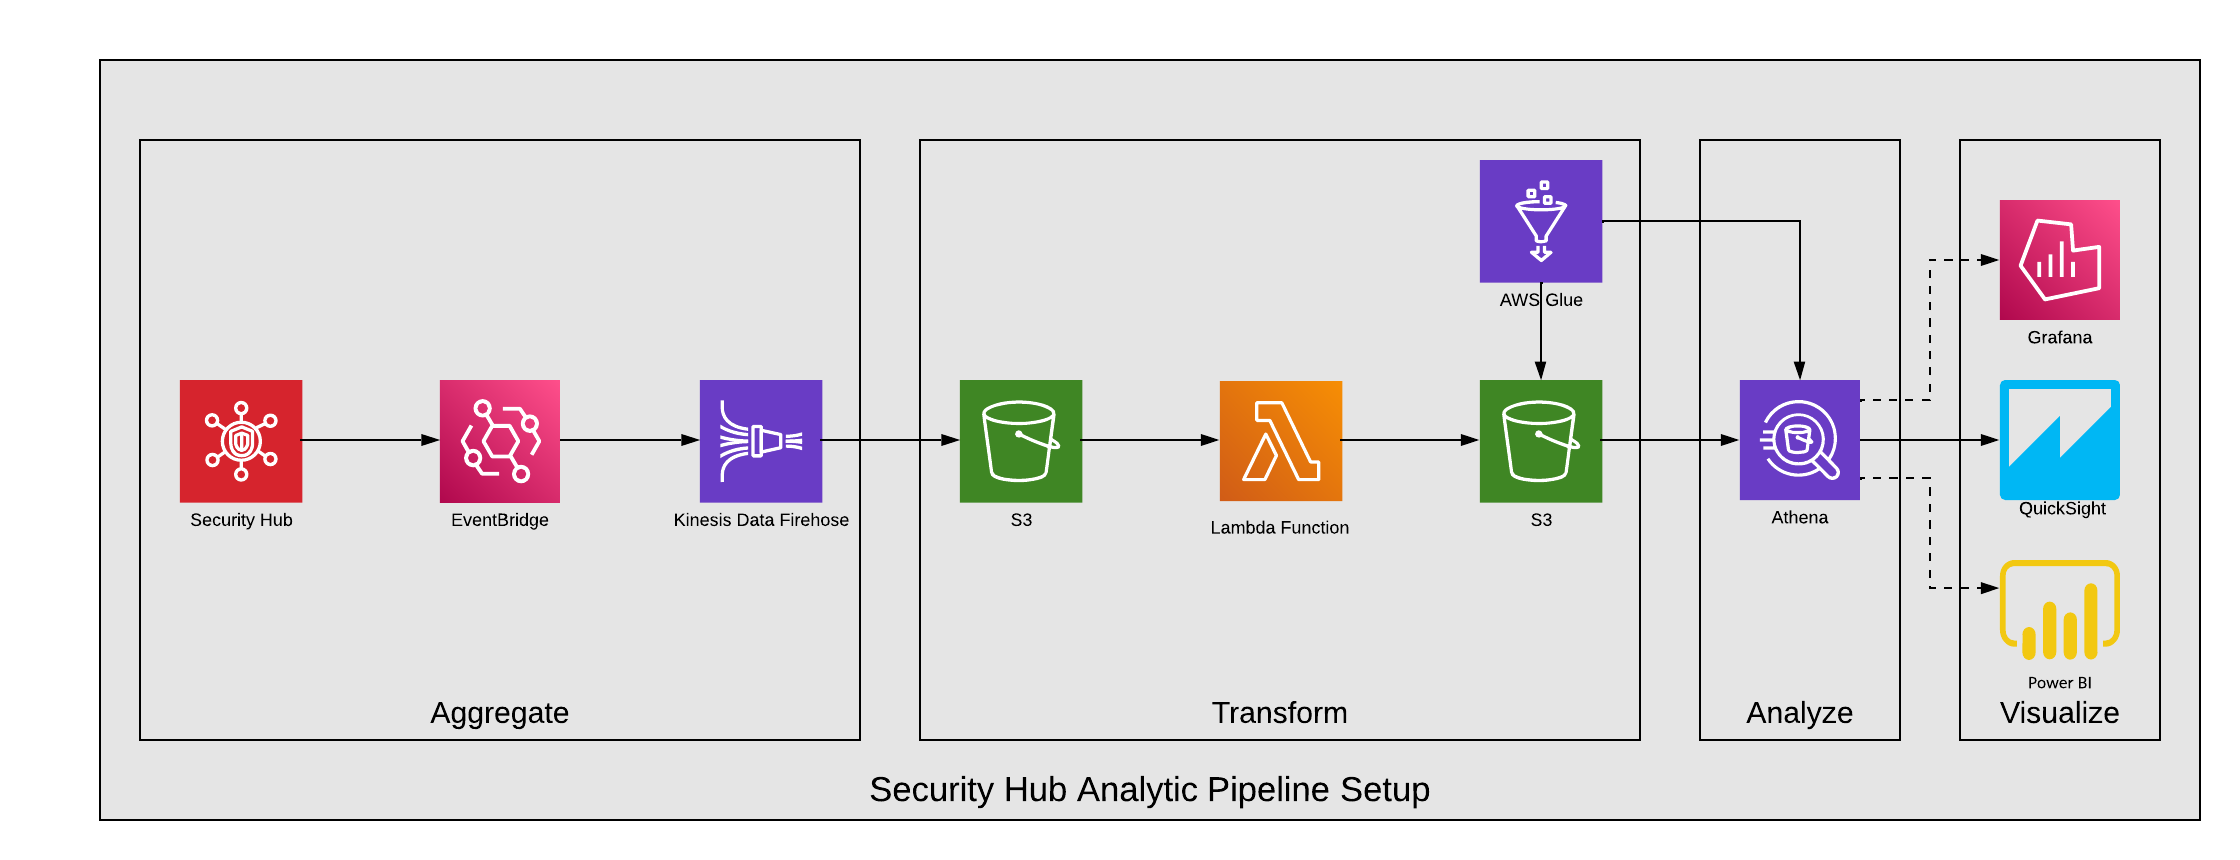 AWS Glue
Grafana
Security Hub
EventBridge
Kinesis Data Firehose
S3
Lambda Function
S3
Athena
QuickSight
Power BI
Aggregate
Transform
Analyze
Visualize
Security Hub Analytic Pipeline Setup